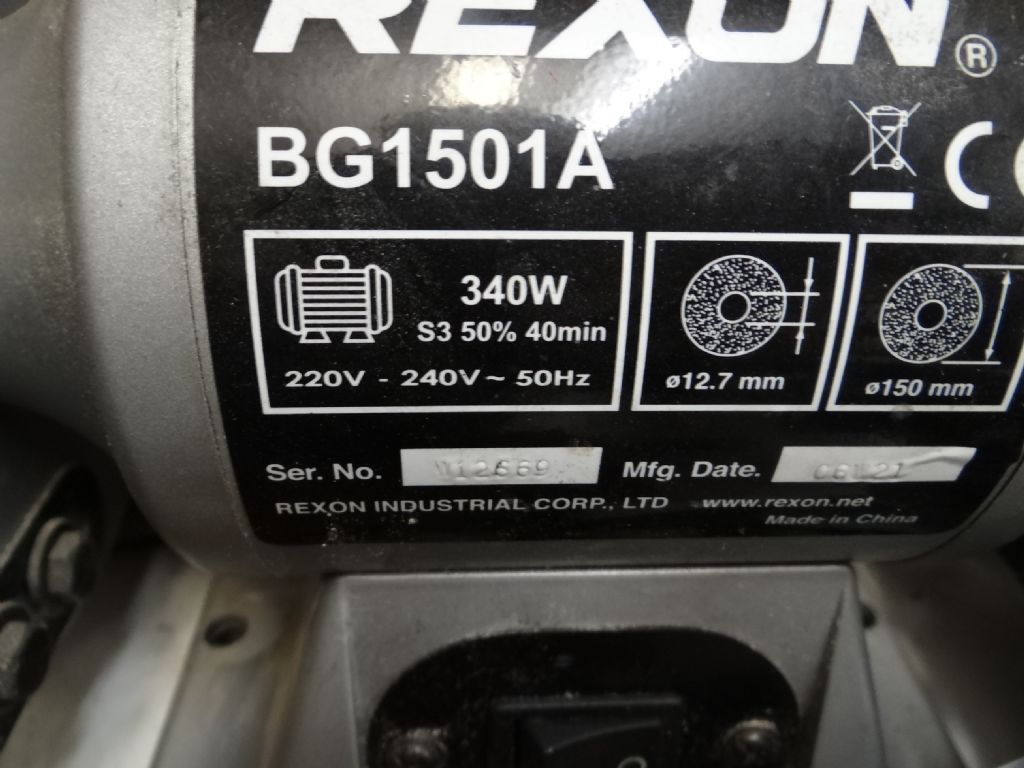 REXON®
BG1501A
340W
S3 50% 40min
220V - 240V ~ 50Hz
ø12.7 mm
ø150 mm
Ser. No.
Mfg. Date.
REXON INDUSTRIAL CORP., LTD www.rexon.net
Made in China